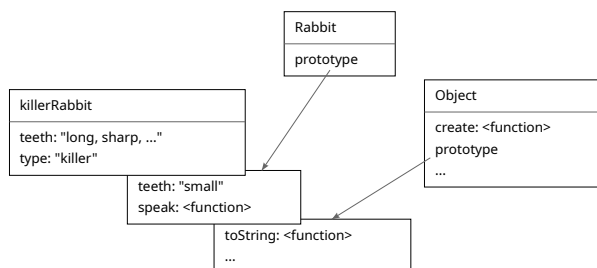 Rabbit
prototype
killerRabbit
teeth: "long, sharp, ..."
type: "killer"
Object
create: <function>
prototype
...
teeth: "small"
speak: <function>
toString: <function>
...